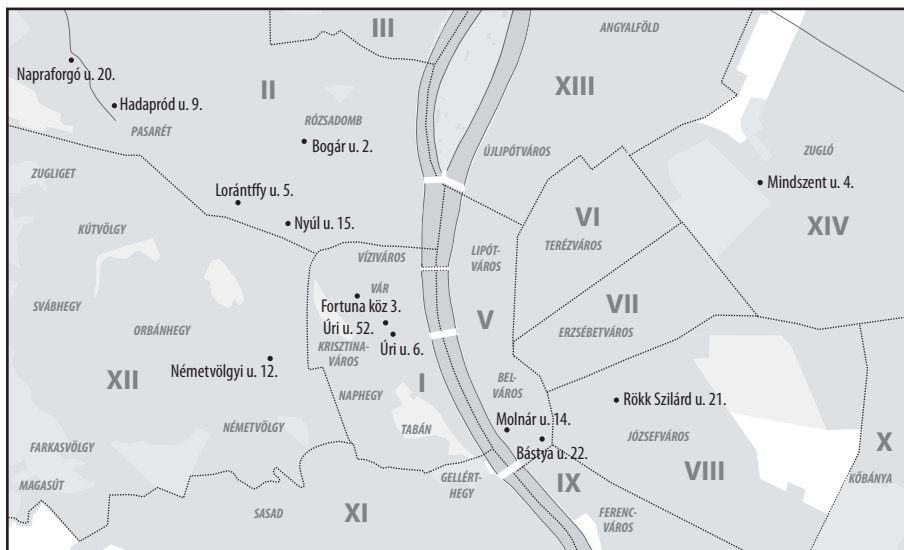 III
ANGYALFÖLD
Napraforgó u. 20.
II
XIII
Hadapród u. 9.
PASARÉT
RÓZSADOMB
Bogár u. 2.
ÚJLIPÓTVÁROS
ZUGLÓ
ZUGLIGET
Mindszent u. 4.
Lorántffy u. 5.
KÚTVÖLGY
Nyúl u. 15.
VI
TERÉZVÁROS
XIV
VÍZIVÁROS
LIPÓT-
VÁROS
VÁR
SVÁBHEGY
Fortuna köz 3.
ORBÁNHEGY
Úri u. 52.
V
VII
ERZSÉBETVÁROS
KRISZTINA-
VÁROS
Úri u. 6.
XII
Németvölgyi u. 12.
I
NAPHEGY
BEL-
VÁROS
Rökk Szilárd u. 21.
NÉMETVÖLGY
TABÁN
Molnár u. 14.
JÓZSEFVÁROS
X
FARKASVÖLGY
Bástya u. 22.
VIII
KŐBÁNYA
MAGASÚT
GELLÉRT-
HEGY
IX
SASAD
XI
FERENC-
VÁROS